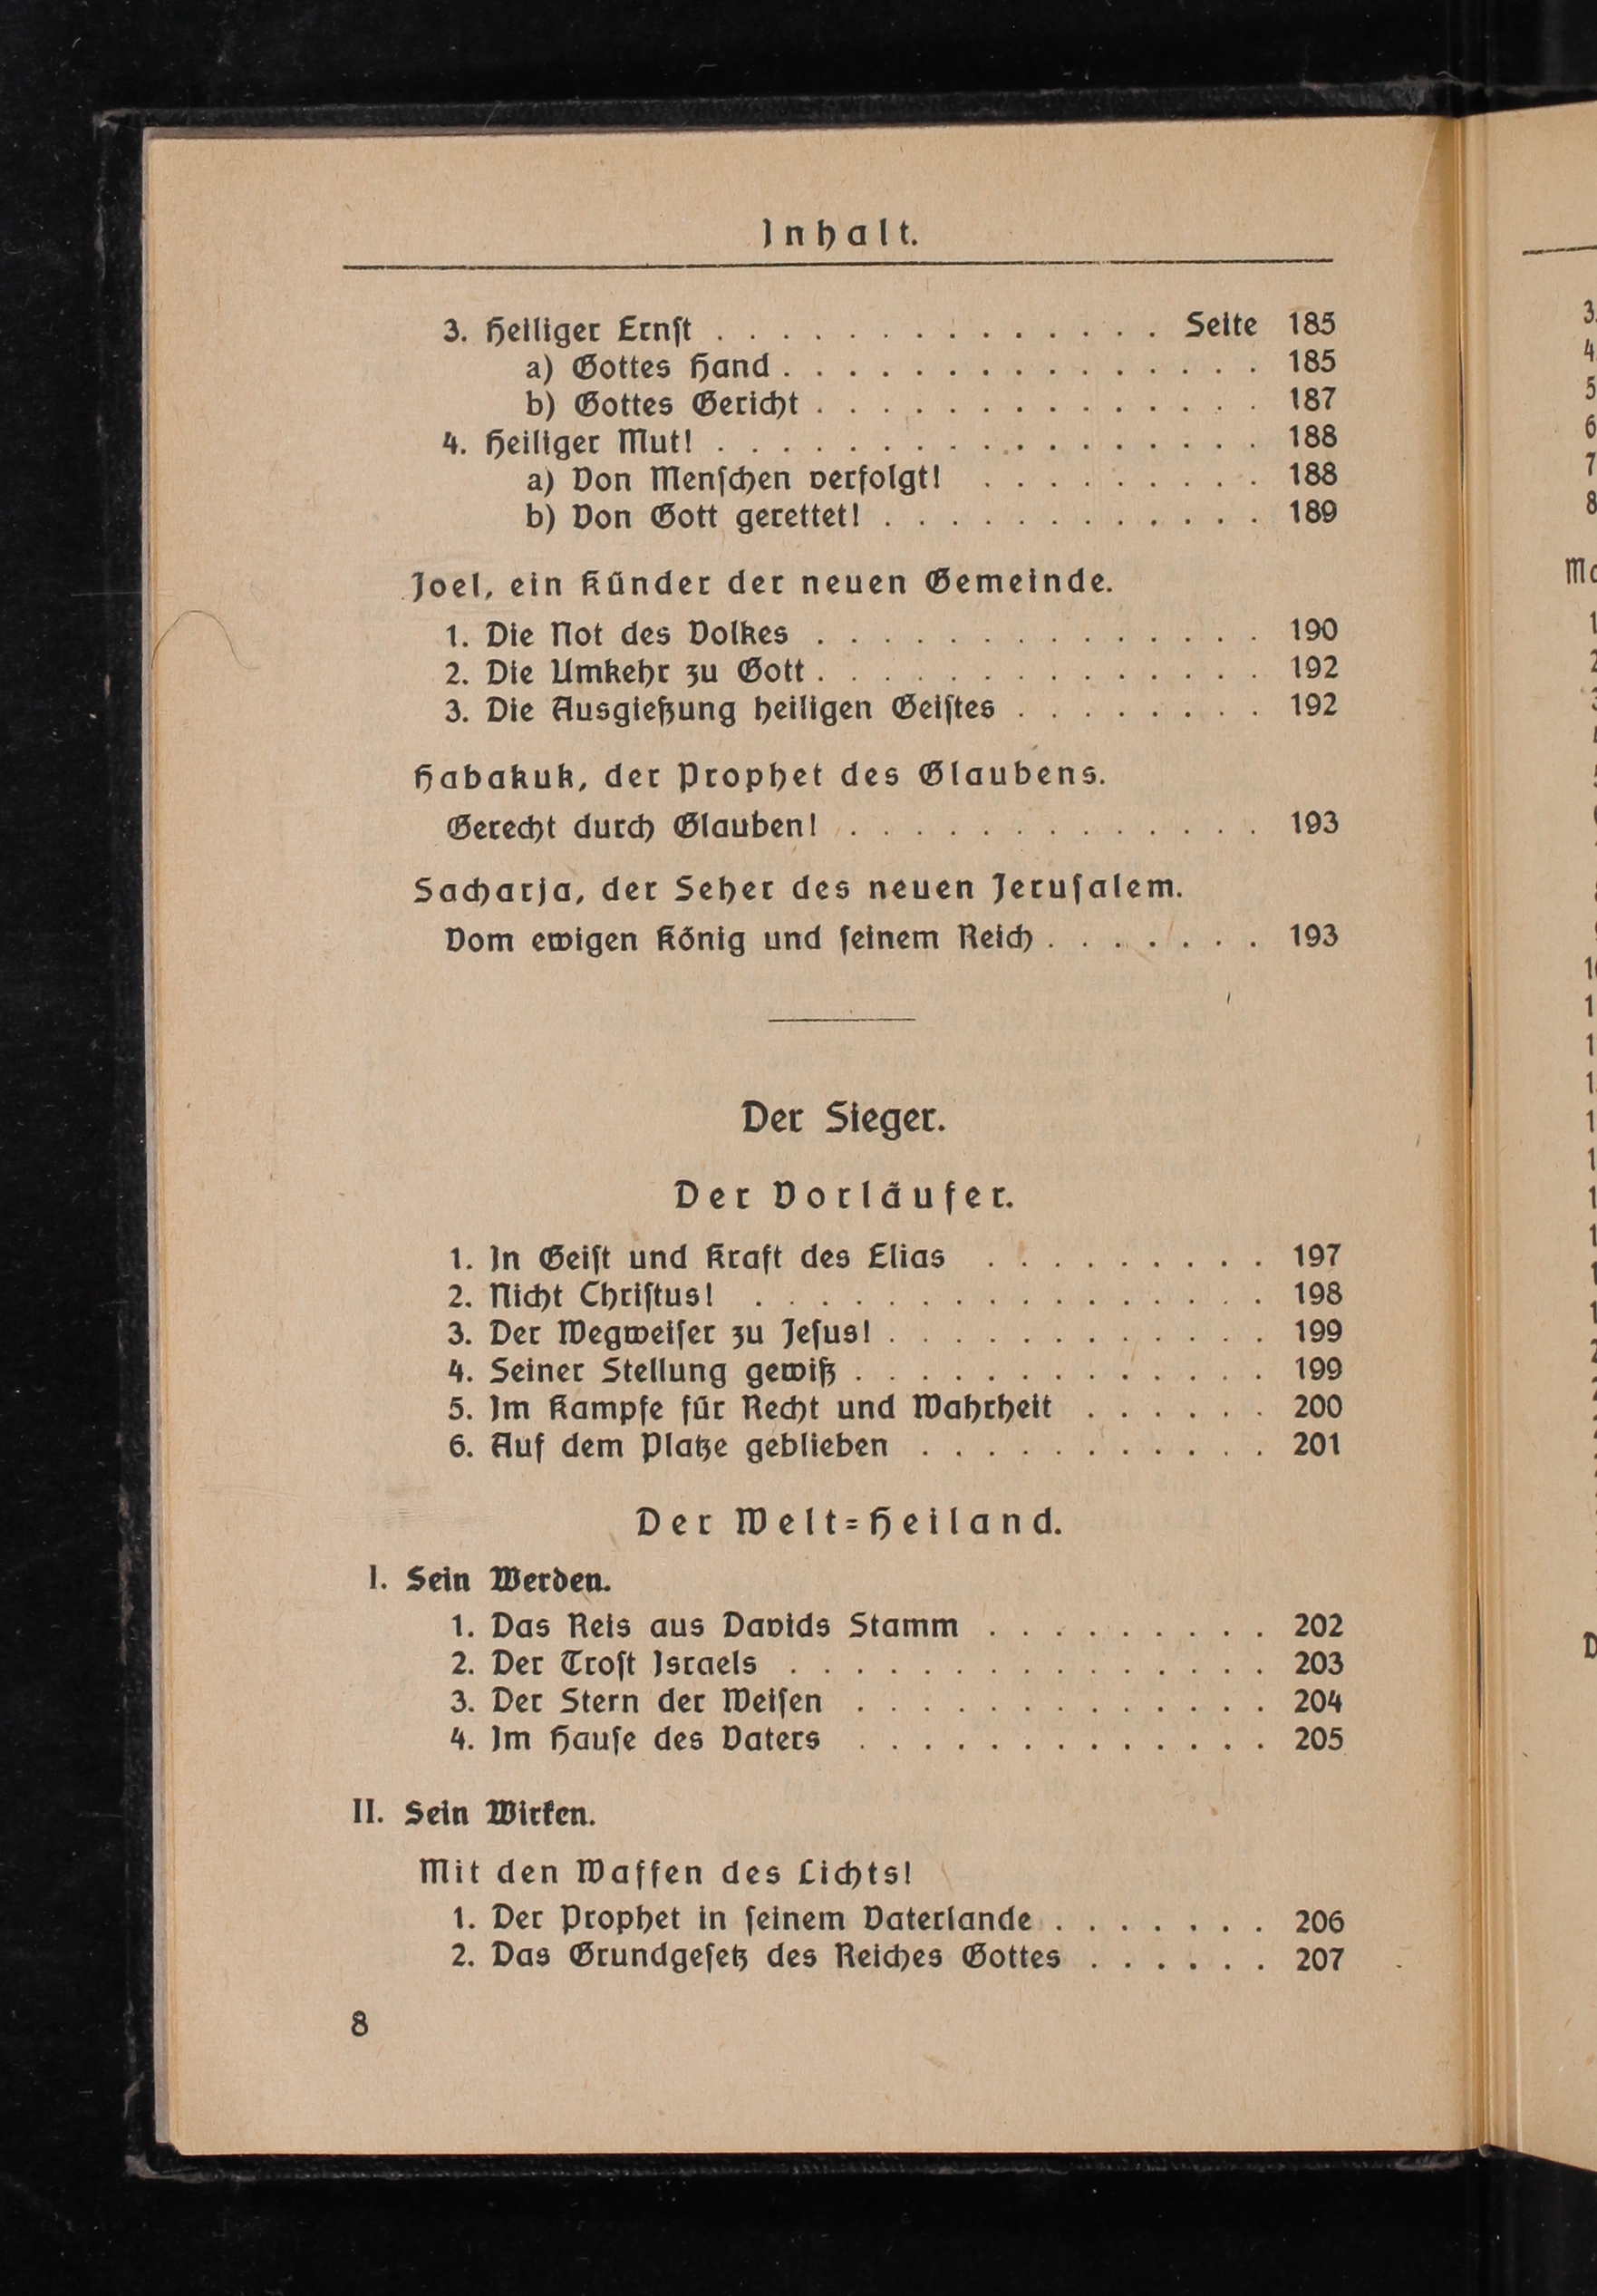 Inhalt.
3. Heiliger Ernſt . . . . . . . . . . . . . . Seite 185
a) Gottes Hand . . . . . . . . . . . . . . . 185
b) Gottes Gericht . . . . . . . . . . . . . . 187
4. Heiliger Mut! . . . . . . . . . . . . . . . . . 188
a) Von Menſchen verfolgt! . . . . . . . . . 188
b) Von Gott gerettet! . . . . . . . . . . . . 189
Joel, ein Künder der neuen Gemeinde.
1. Die Not des Volkes . . . . . . . . . . . . . . 190
2. Die Umkehr zu Gott . . . . . . . . . . . . . . 192
3. Die Ausgießung heiligen Geiſtes . . . . . . . . 192
Habakuk, der Prophet des Glaubens.
Gerecht durch Glauben! . . . . . . . . . . . . . 193
Sacharja, der Seher des neuen Jeruſalem.
Vom ewigen König und ſeinem Reich . . . . . . . 193
Der Sieger.
Der Vorläufer.
1. In Geiſt und Kraft des Elias . . . . . . . . . 197
2. Nicht Chriſtus! . . . . . . . . . . . . . . . . 198
3. Der Wegweiſer zu Jeſus! . . . . . . . . . . . . 199
4. Seiner Stellung gewiß . . . . . . . . . . . . . 199
5. Im Kampfe für Recht und Wahrheit . . . . . . 200
6. Auf dem Platze geblieben . . . . . . . . . . . 201
Der Welt=Heiland.
I. Sein Werden.
1. Das Reis aus Davids Stamm . . . . . . . . . 202
2. Der Troſt Israels . . . . . . . . . . . . . . . 203
3. Der Stern der Weiſen . . . . . . . . . . . . . 204
4. Im Hauſe des Vaters . . . . . . . . . . . . . 205
II. Sein Wirken.
Mit den Waffen des Lichts!
1. Der Prophet in ſeinem Vaterlande . . . . . . . 206
2. Das Grundgeſetz des Reiches Gottes . . . . . . 207
8